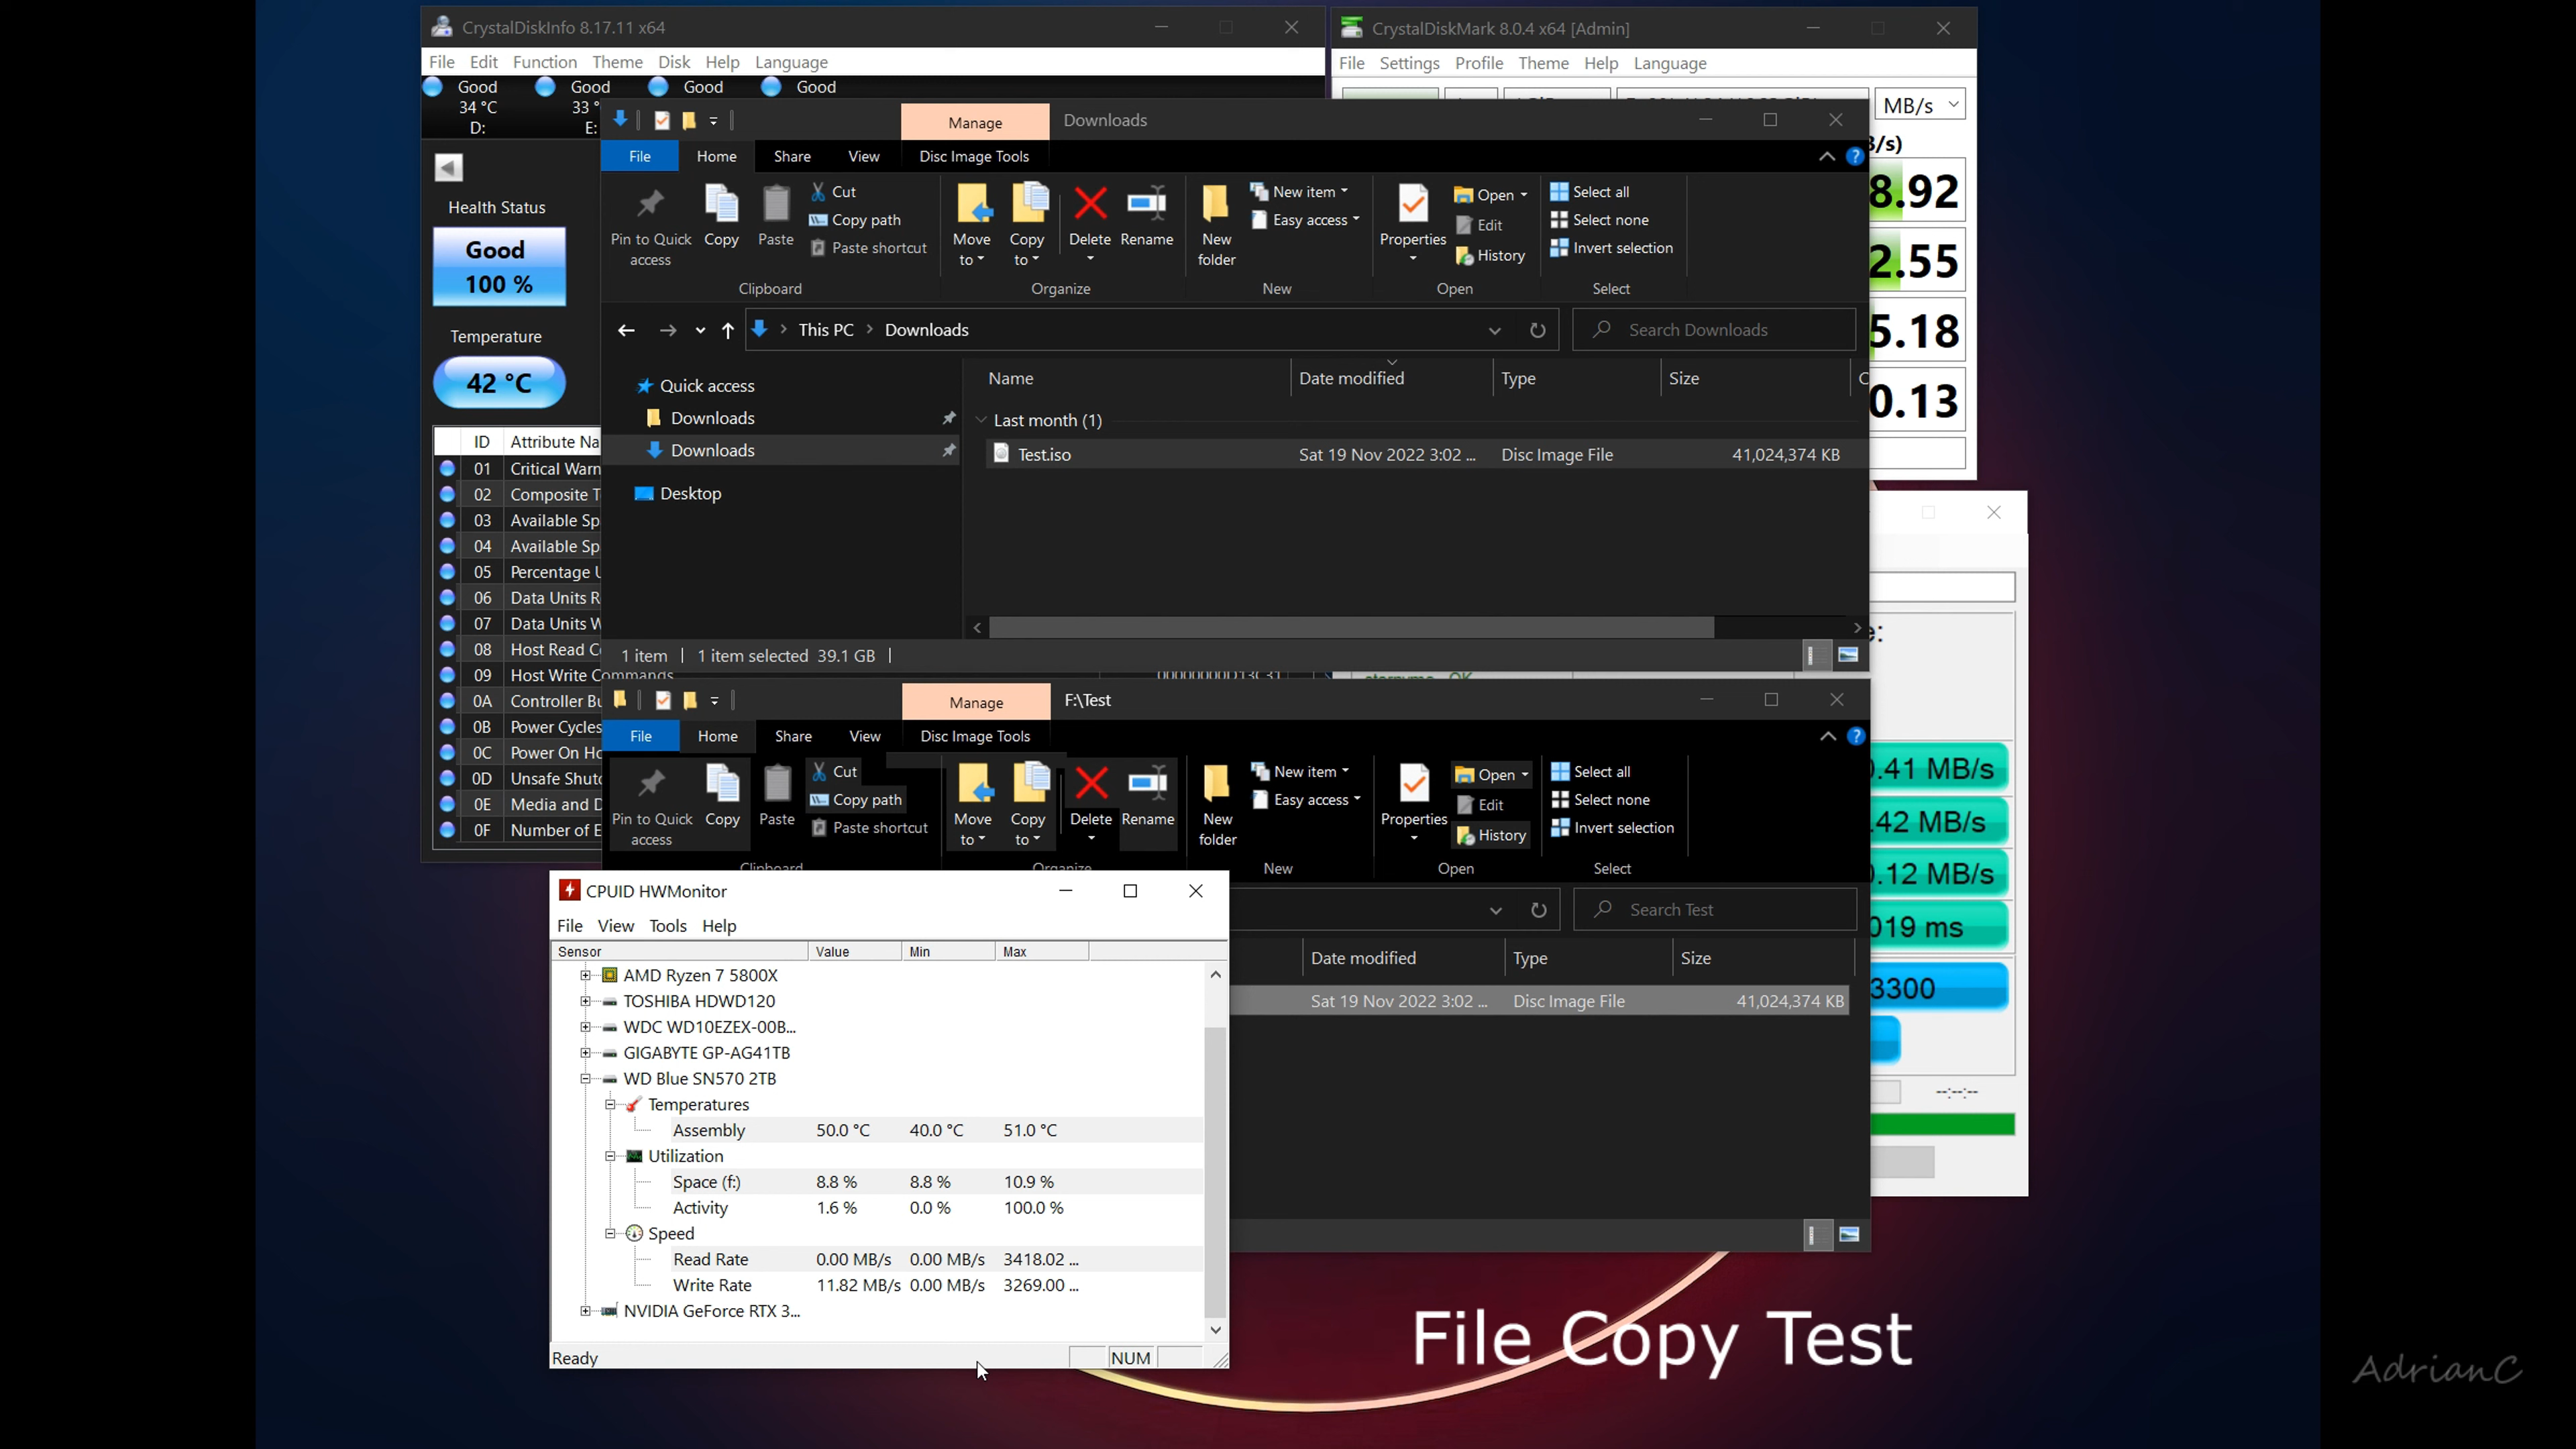 CrystalDiskInfo 8.17.11 x64
File Edit Function Theme Disk Help Language
Good Good Good Good
34 °C 33 °
D: E:
Health Status
Good
100 %
Temperature
42 °C
ID Attribute Na
01 Critical Warn
02 Composite T
03 Available Sp
04 Available Sp
05 Percentage U
06 Data Units R
07 Data Units W
08 Host Read C
09 Host Write C
0A Controller Bu
0B Power Cycles
0C Power On Ho
0D Unsafe Shut
0E Media and D
0F Number of E
CrystalDiskMark 8.0.4 x64 [Admin]
File Settings Profile Theme Help Language
MB/s
/s)
8.92
2.55
5.18
0.13
Manage Downloads
File Home Share View Disc Image Tools
Pin to Quick access
Copy
Paste
Cut
Copy path
Paste shortcut
Move to
Copy to
Delete
Rename
New folder
New item
Easy access
Properties
Open
Edit
History
Select all
Select none
Invert selection
Clipboard Organize New Open Select
This PC Downloads
Search Downloads
Quick access
Downloads
Downloads
Desktop
Name Date modified Type Size
Last month (1)
Test.iso Sat 19 Nov 2022 3:02 ... Disc Image File 41,024,374 KB
1 item 1 item selected 39.1 GB
Manage F:\Test
File Home Share View Disc Image Tools
Pin to Quick access
Copy
Paste
Cut
Copy path
Paste shortcut
Move to
Copy to
Delete
Rename
New folder
New item
Easy access
Properties
Open
Edit
History
Select all
Select none
Invert selection
Clipboard Organize New Open Select
Search Test
Date modified Type Size
Sat 19 Nov 2022 3:02 ... Disc Image File 41,024,374 KB
.41 MB/s
.42 MB/s
.12 MB/s
019 ms
3300
--:--:--
CPUID HWMonitor
File View Tools Help
Sensor Value Min Max
AMD Ryzen 7 5800X
TOSHIBA HDWD120
WDC WD10EZEX-00B...
GIGABYTE GP-AG41TB
WD Blue SN570 2TB
Temperatures
Assembly 50.0 °C 40.0 °C 51.0 °C
Utilization
Space (f:) 8.8 % 8.8 % 10.9 %
Activity 1.6 % 0.0 % 100.0 %
Speed
Read Rate 0.00 MB/s 0.00 MB/s 3418.02 ...
Write Rate 11.82 MB/s 0.00 MB/s 3269.00 ...
NVIDIA GeForce RTX 3...
Ready NUM
File Copy Test
AdrianC